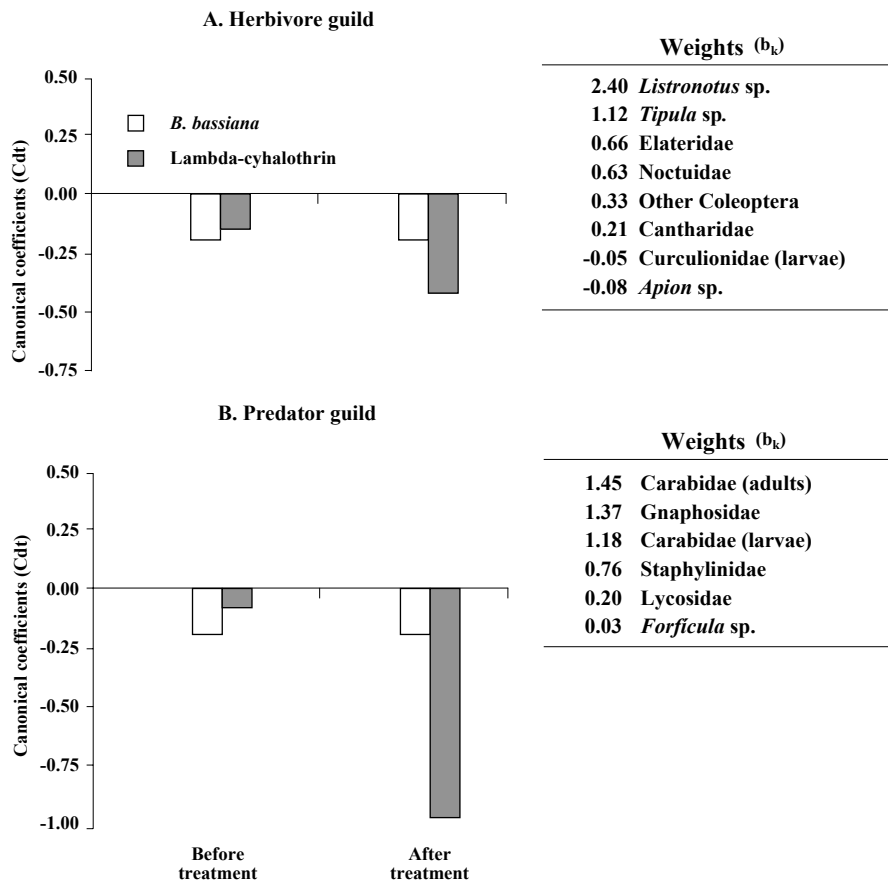 A. Herbivore guild
Canonical coefficients (Cdt)
0.50
0.25
0.00
-0.25
-0.50
-0.75
B. bassiana
Lambda-cyhalothrin
Weights (bk)
2.40 Listronotus sp.
1.12 Tipula sp.
0.66 Elateridae
0.63 Noctuidae
0.33 Other Coleoptera
0.21 Cantharidae
-0.05 Curculionidae (larvae)
-0.08 Apion sp.
B. Predator guild
Canonical coefficients (Cdt)
0.50
0.25
0.00
-0.25
-0.50
-0.75
-1.00
Before
treatment
After
treatment
Weights (bk)
1.45 Carabidae (adults)
1.37 Gnaphosidae
1.18 Carabidae (larvae)
0.76 Staphylinidae
0.20 Lycosidae
0.03 Forfícula sp.